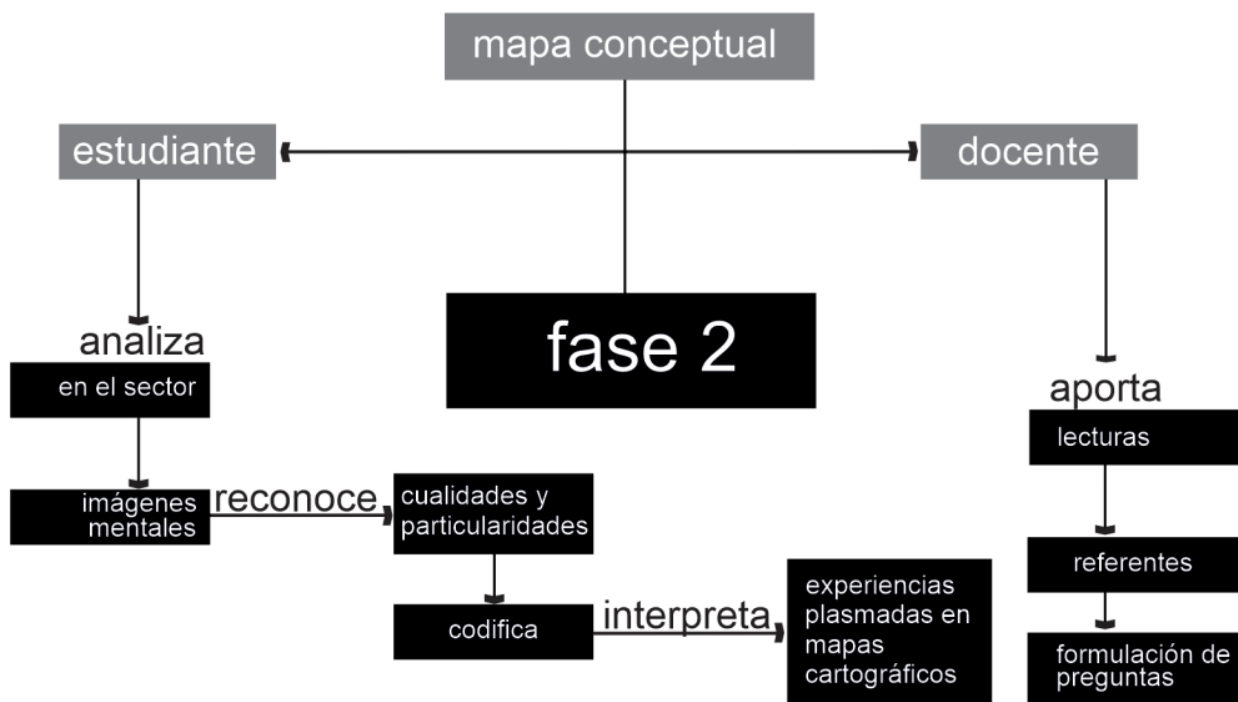 mapa conceptual
estudiante
docente
fase 2
analiza
en el sector
aporta
lecturas
imágenes
mentales
reconoce
cualidades y
particularidades
referentes
codifica
interpreta
experiencias
plasmadas en
mapas
cartográficos
formulación de
preguntas